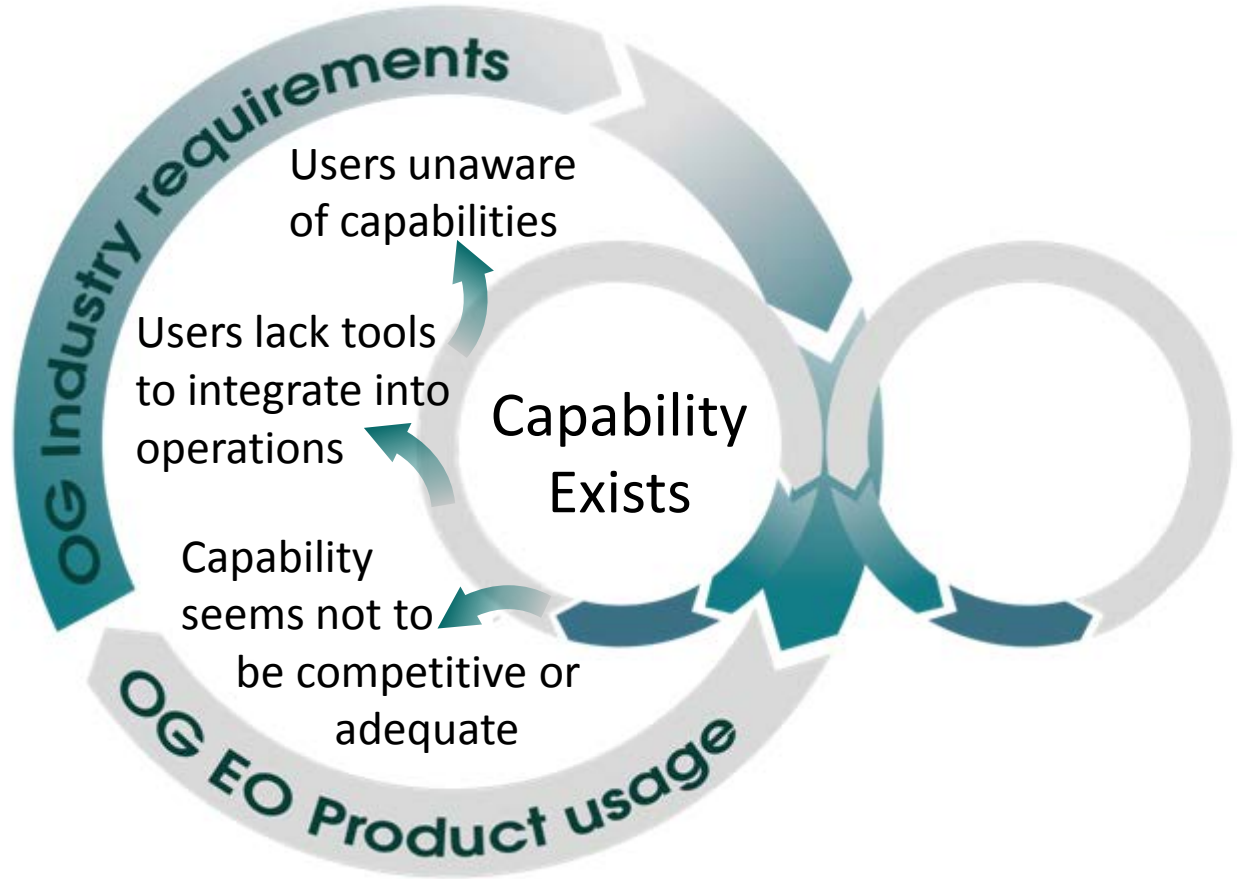 OG Industry requirements
Users unaware
of capabilities
Users lack tools
to integrate into
operations
Capability
Exists
Capability
seems not to
be competitive or
adequate
OG EO Product usage